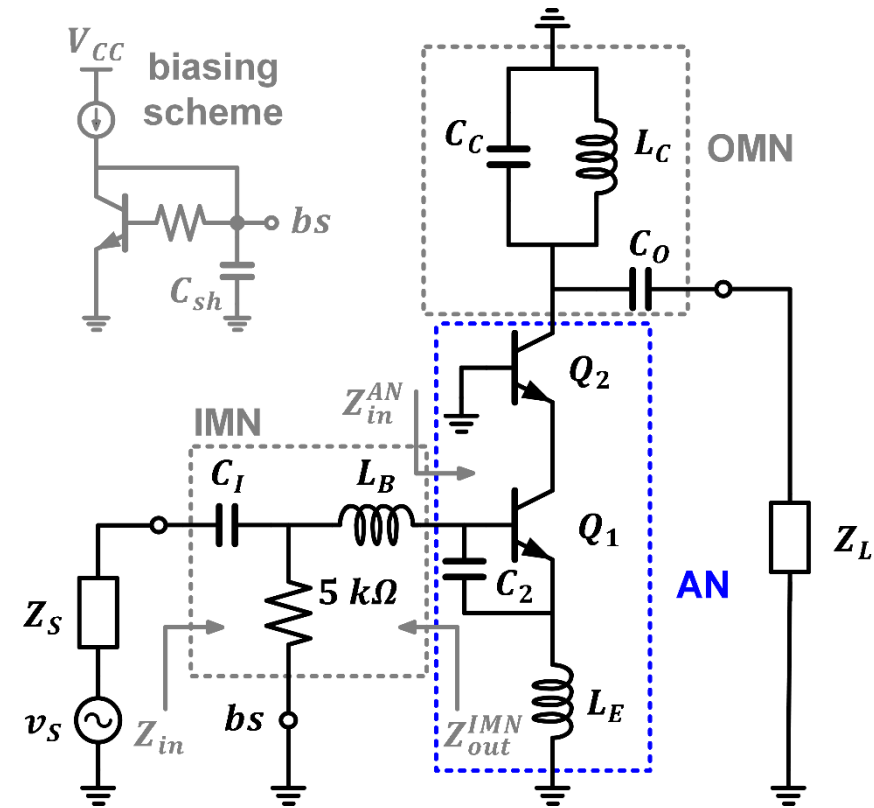 V_CC
biasing
scheme
bs
C_sh
C_C
L_C
OMN
C_O
Q_2
Z_in^AN
IMN
C_I
L_B
Q_1
C_2
5 kΩ
Z_L
AN
Z_S
L_E
v_S
Z_in
bs
Z_out^IMN